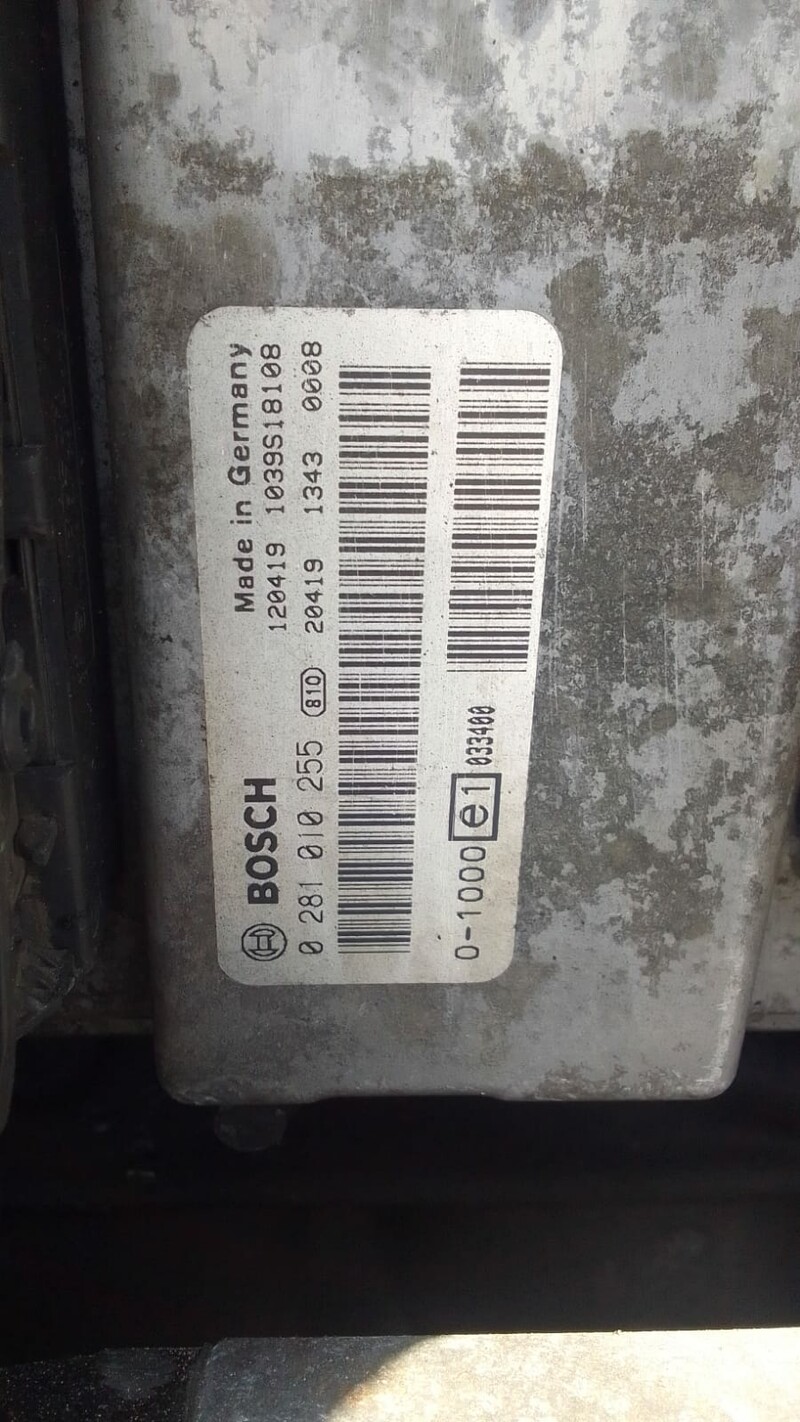 Made in Germany
BOSCH
120419 1039S18108
0 281 010 255 810 20419 1343 0008
0-1000 e1 033400